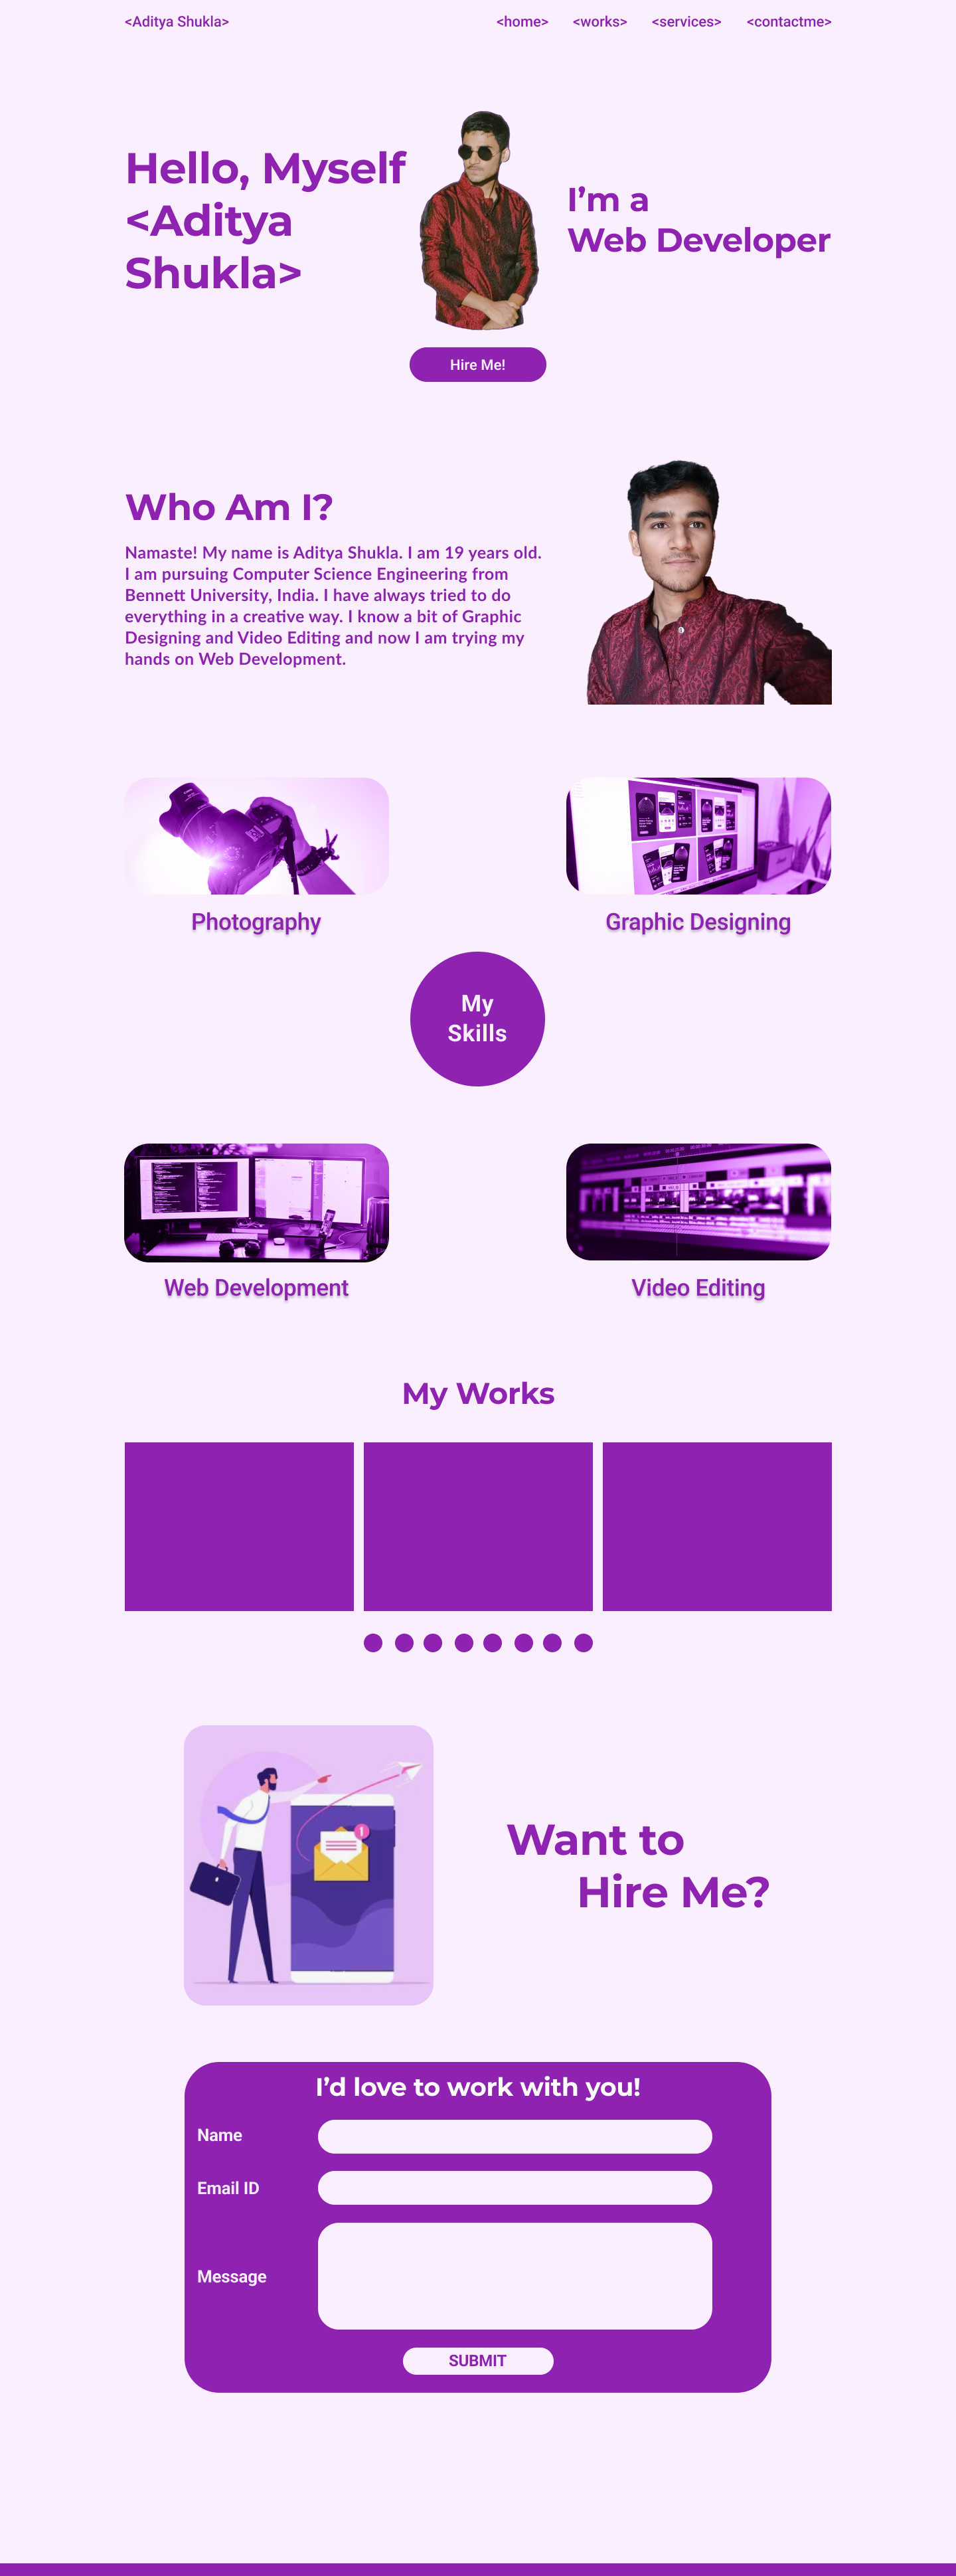 <Aditya Shukla>
<home> <works> <services> <contactme>
Hello, Myself
<Aditya
Shukla>
I’m a
Web Developer
Hire Me!
Who Am I?
Namaste! My name is Aditya Shukla. I am 19 years old.
I am pursuing Computer Science Engineering from
Bennett University, India. I have always tried to do
everything in a creative way. I know a bit of Graphic
Designing and Video Editing and now I am trying my
hands on Web Development.
Photography
Graphic Designing
My
Skills
Web Development
Video Editing
My Works
1
Want to
Hire Me?
I’d love to work with you!
Name
Email ID
Message
SUBMIT